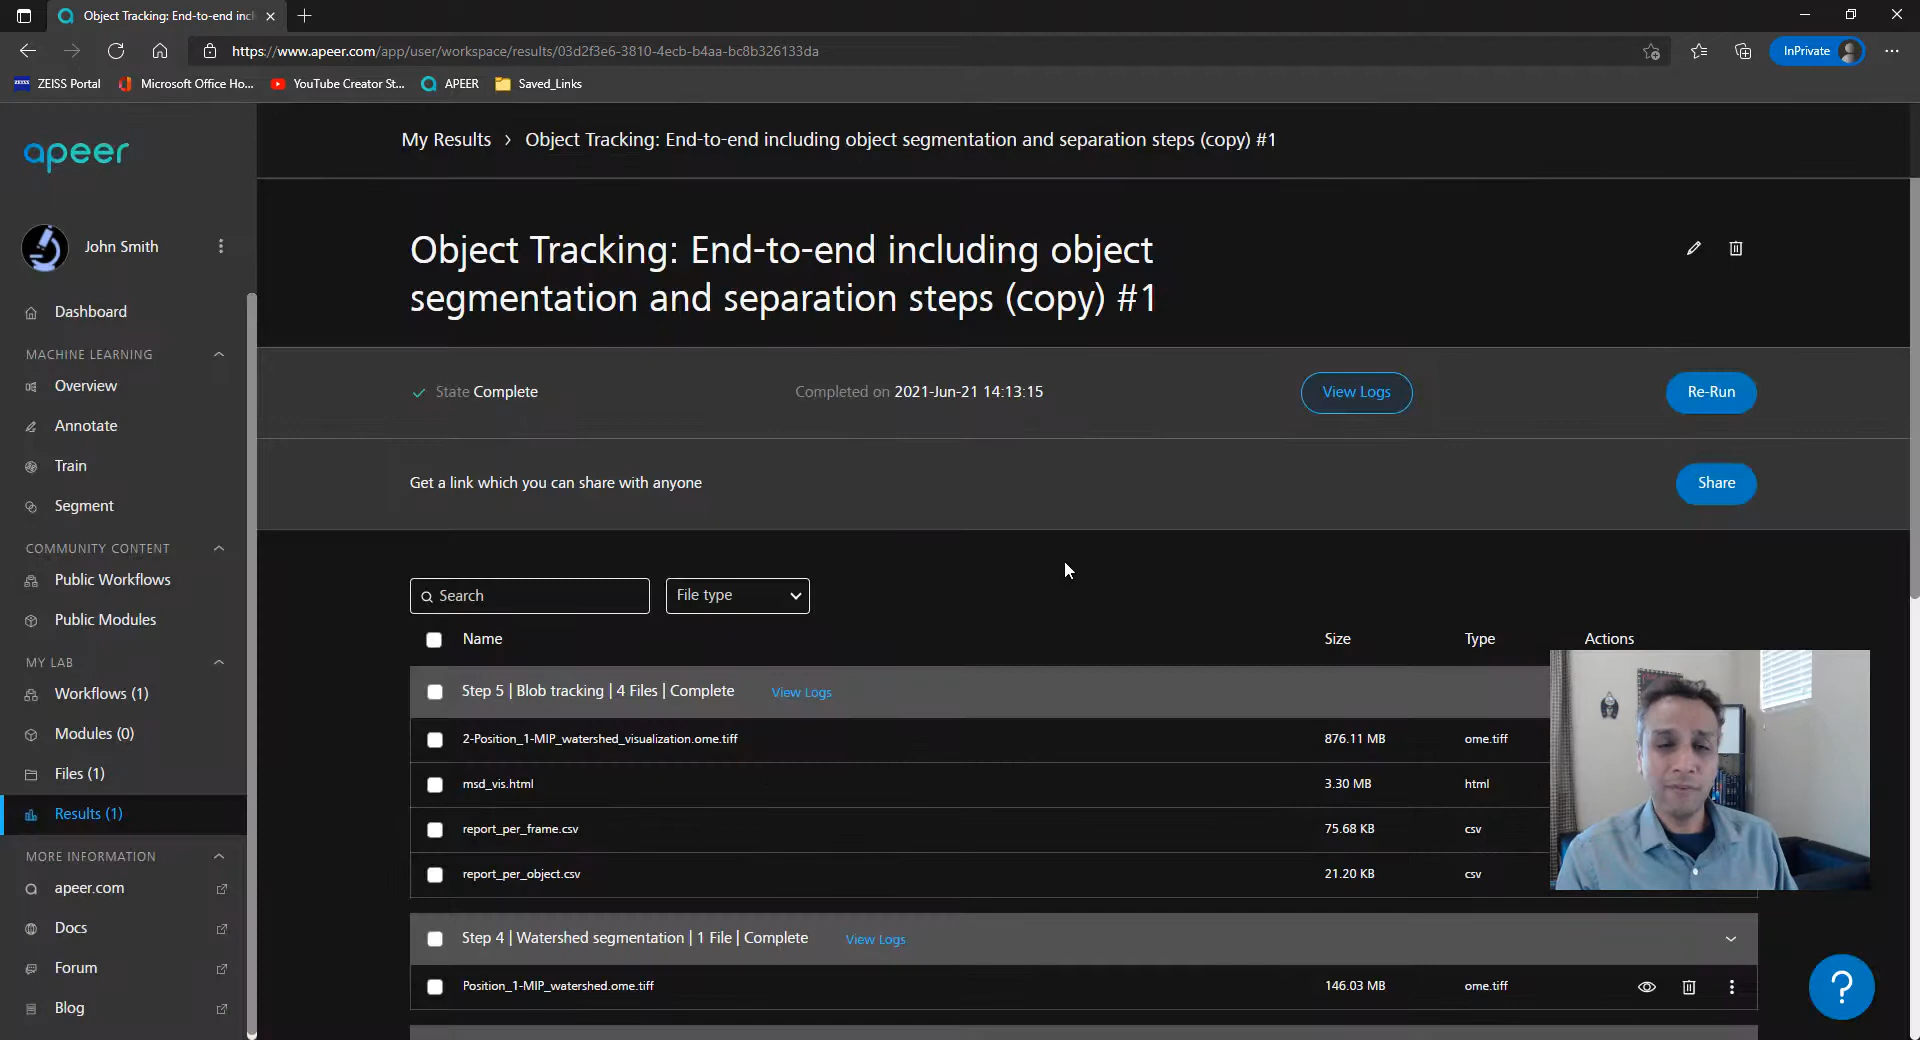 Object Tracking: End-to-end incl
https://www.apeer.com/app/user/workspace/results/03d2f3e6-3810-4ecb-b4aa-bc8b326133da
InPrivate
ZEISS Portal
Microsoft Office Ho...
YouTube Creator St...
APEER
Saved_Links
apeer
My Results > Object Tracking: End-to-end including object segmentation and separation steps (copy) #1
John Smith
Dashboard
MACHINE LEARNING
Overview
Annotate
Train
Segment
COMMUNITY CONTENT
Public Workflows
Public Modules
MY LAB
Workflows (1)
Modules (0)
Files (1)
Results (1)
MORE INFORMATION
apeer.com
Docs
Forum
Blog
Object Tracking: End-to-end including object
segmentation and separation steps (copy) #1
State Complete
Completed on 2021-Jun-21 14:13:15
View Logs
Re-Run
Get a link which you can share with anyone
Share
Search
File type
Name Size Type Actions
Step 5 | Blob tracking | 4 Files | Complete View Logs
2-Position_1-MIP_watershed_visualization.ome.tiff 876.11 MB ome.tiff
msd_vis.html 3.30 MB html
report_per_frame.csv 75.68 KB csv
report_per_object.csv 21.20 KB csv
Step 4 | Watershed segmentation | 1 File | Complete View Logs
Position_1-MIP_watershed.ome.tiff 146.03 MB ome.tiff
?